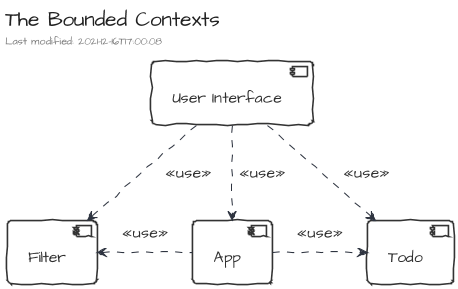 The Bounded Contexts
Last modified: 2021-12-16T17:00:08
User Interface
«use» «use» «use»
«use» «use»
Filter App Todo